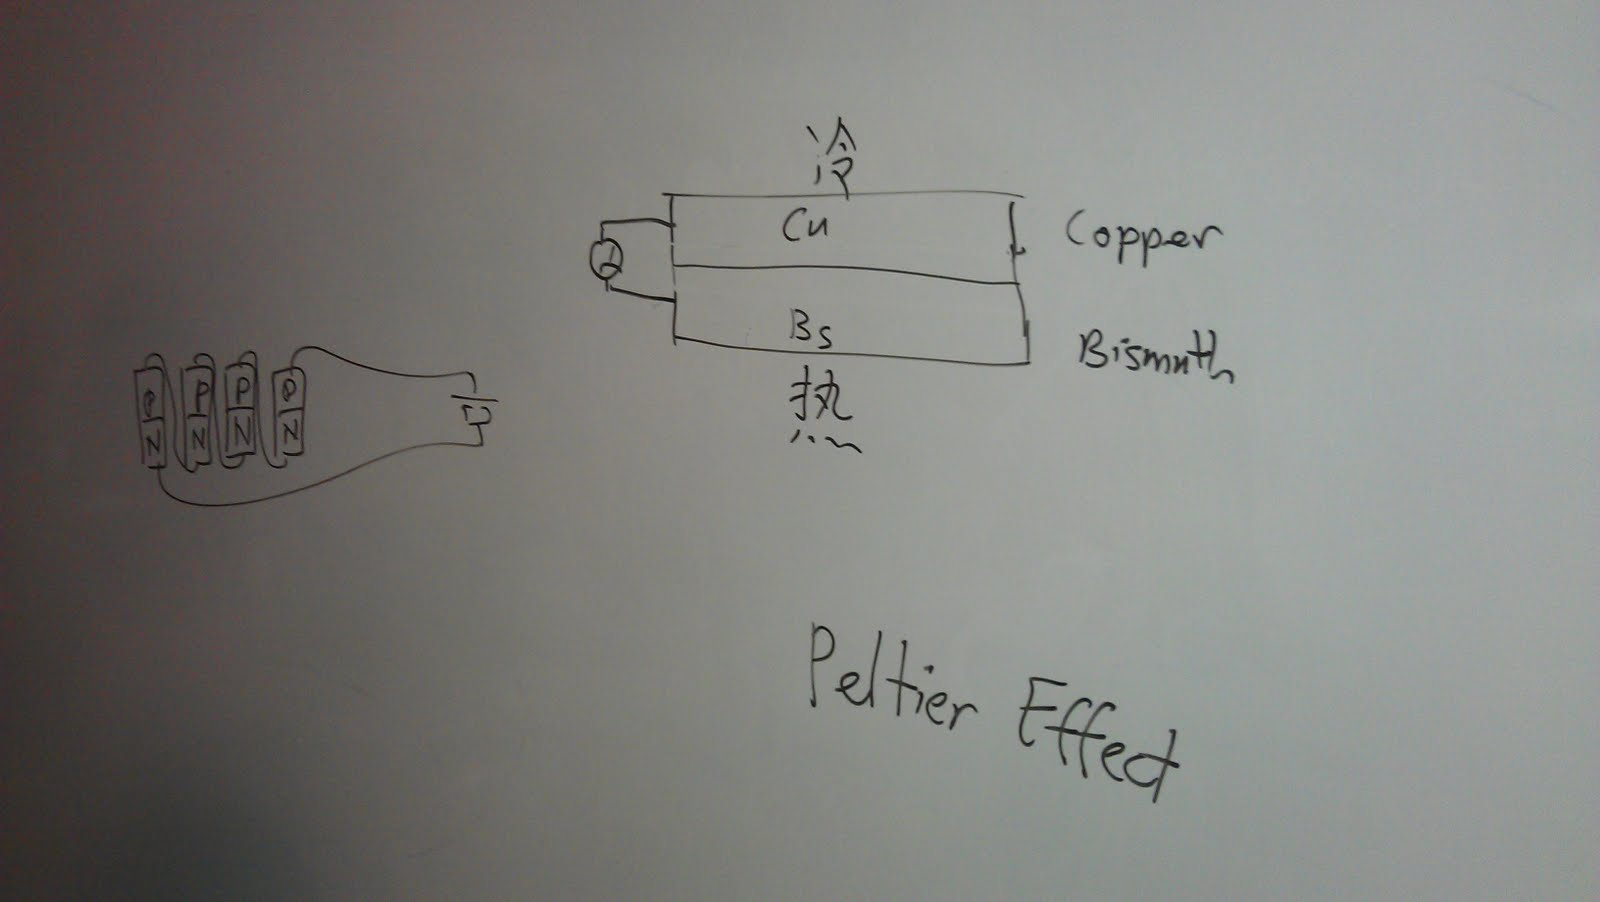 冷
Cu
Copper
Bs
Bismuth
热
P P P P
N N N N
Peltier Effect